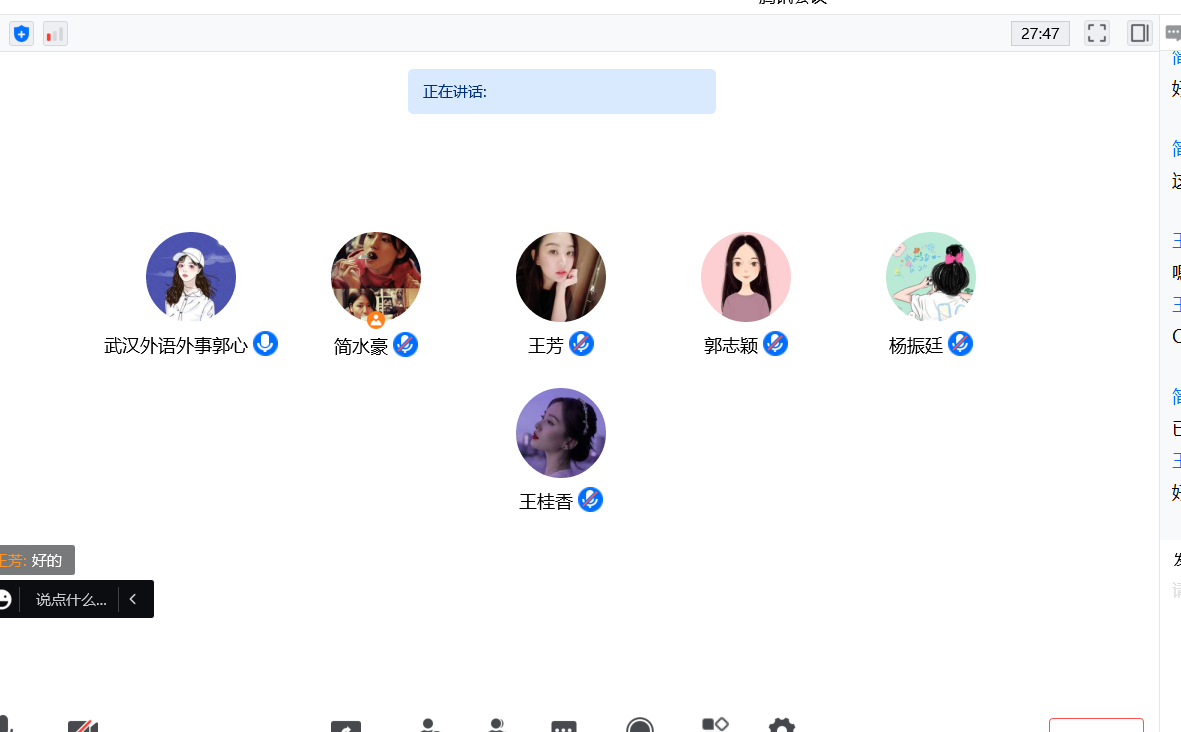 27:47
正在讲话:
武汉外语外事郭心
简水豪
王芳
郭志颖
杨振廷
王桂香
王芳: 好的
说点什么...